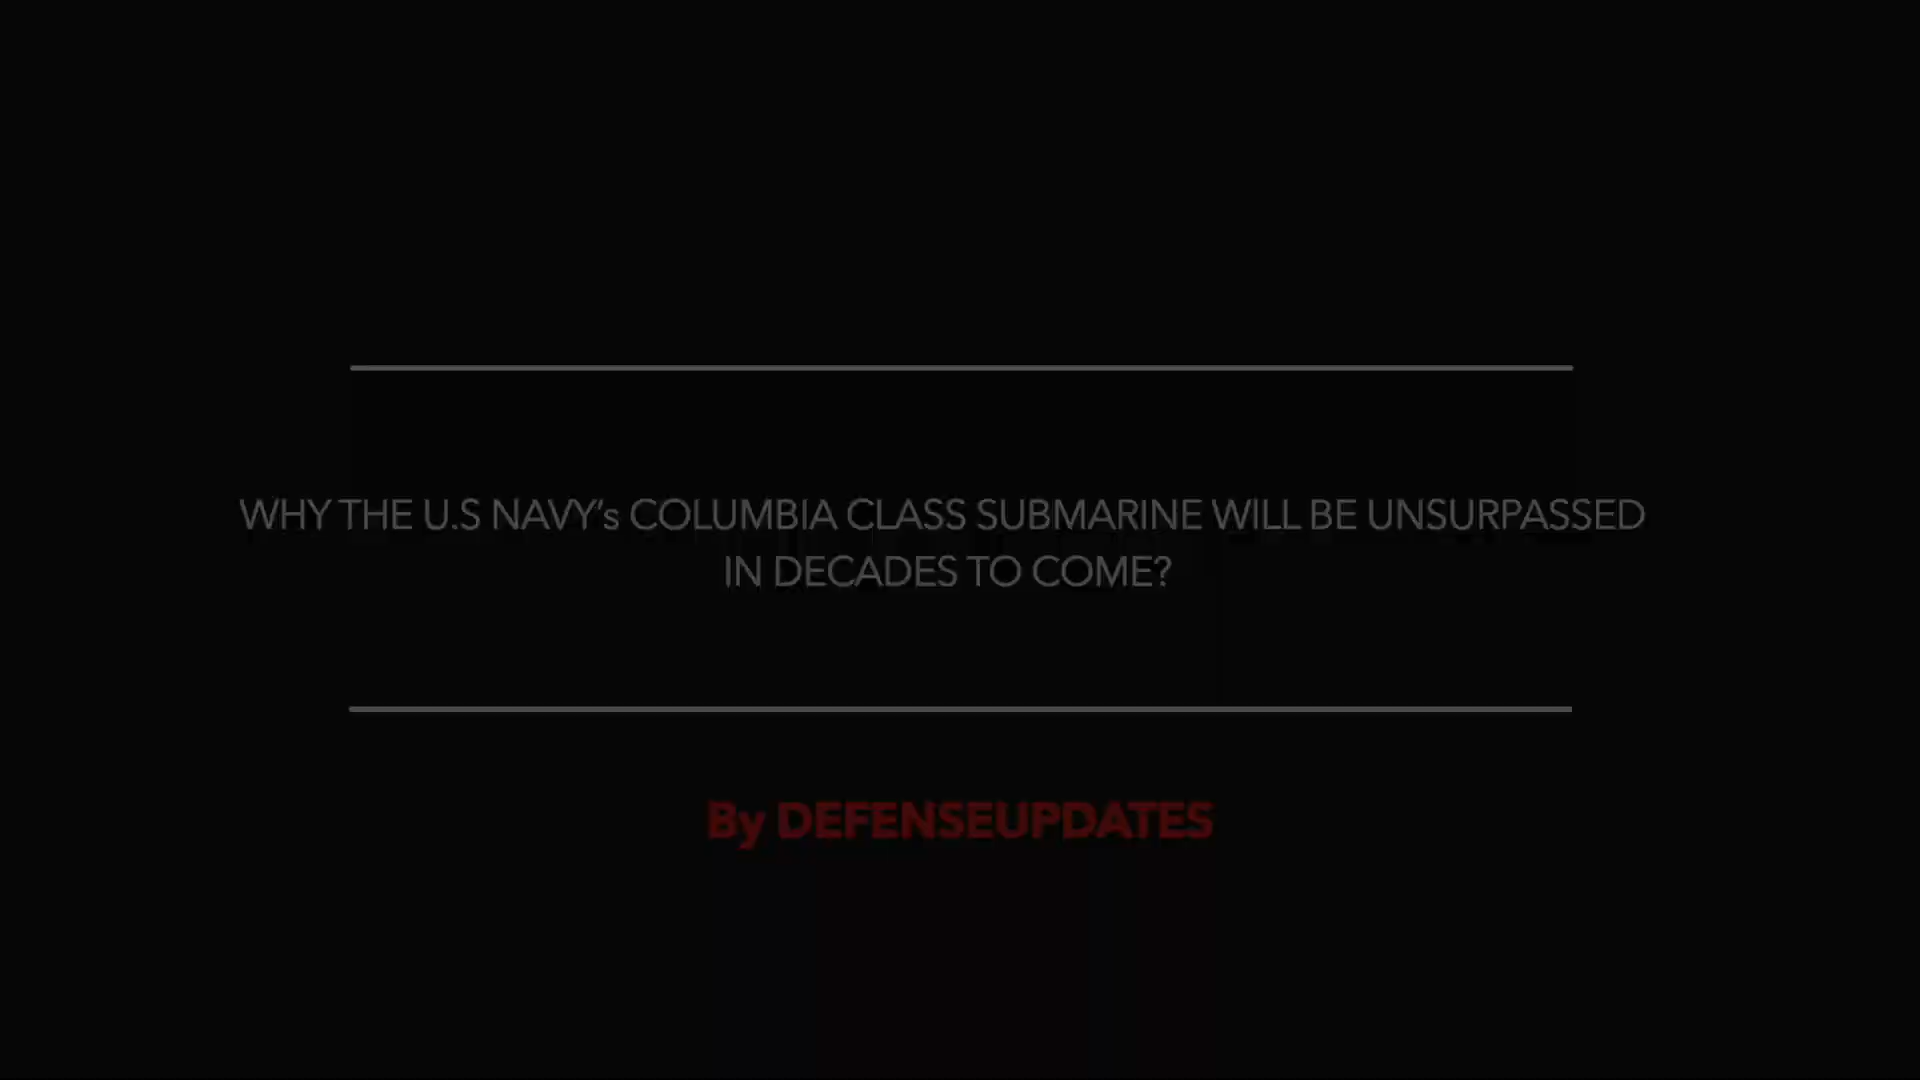 WHY THE U.S NAVY's COLUMBIA CLASS SUBMARINE WILL BE UNSURPASSED
IN DECADES TO COME?
By DEFENSEUPDATES